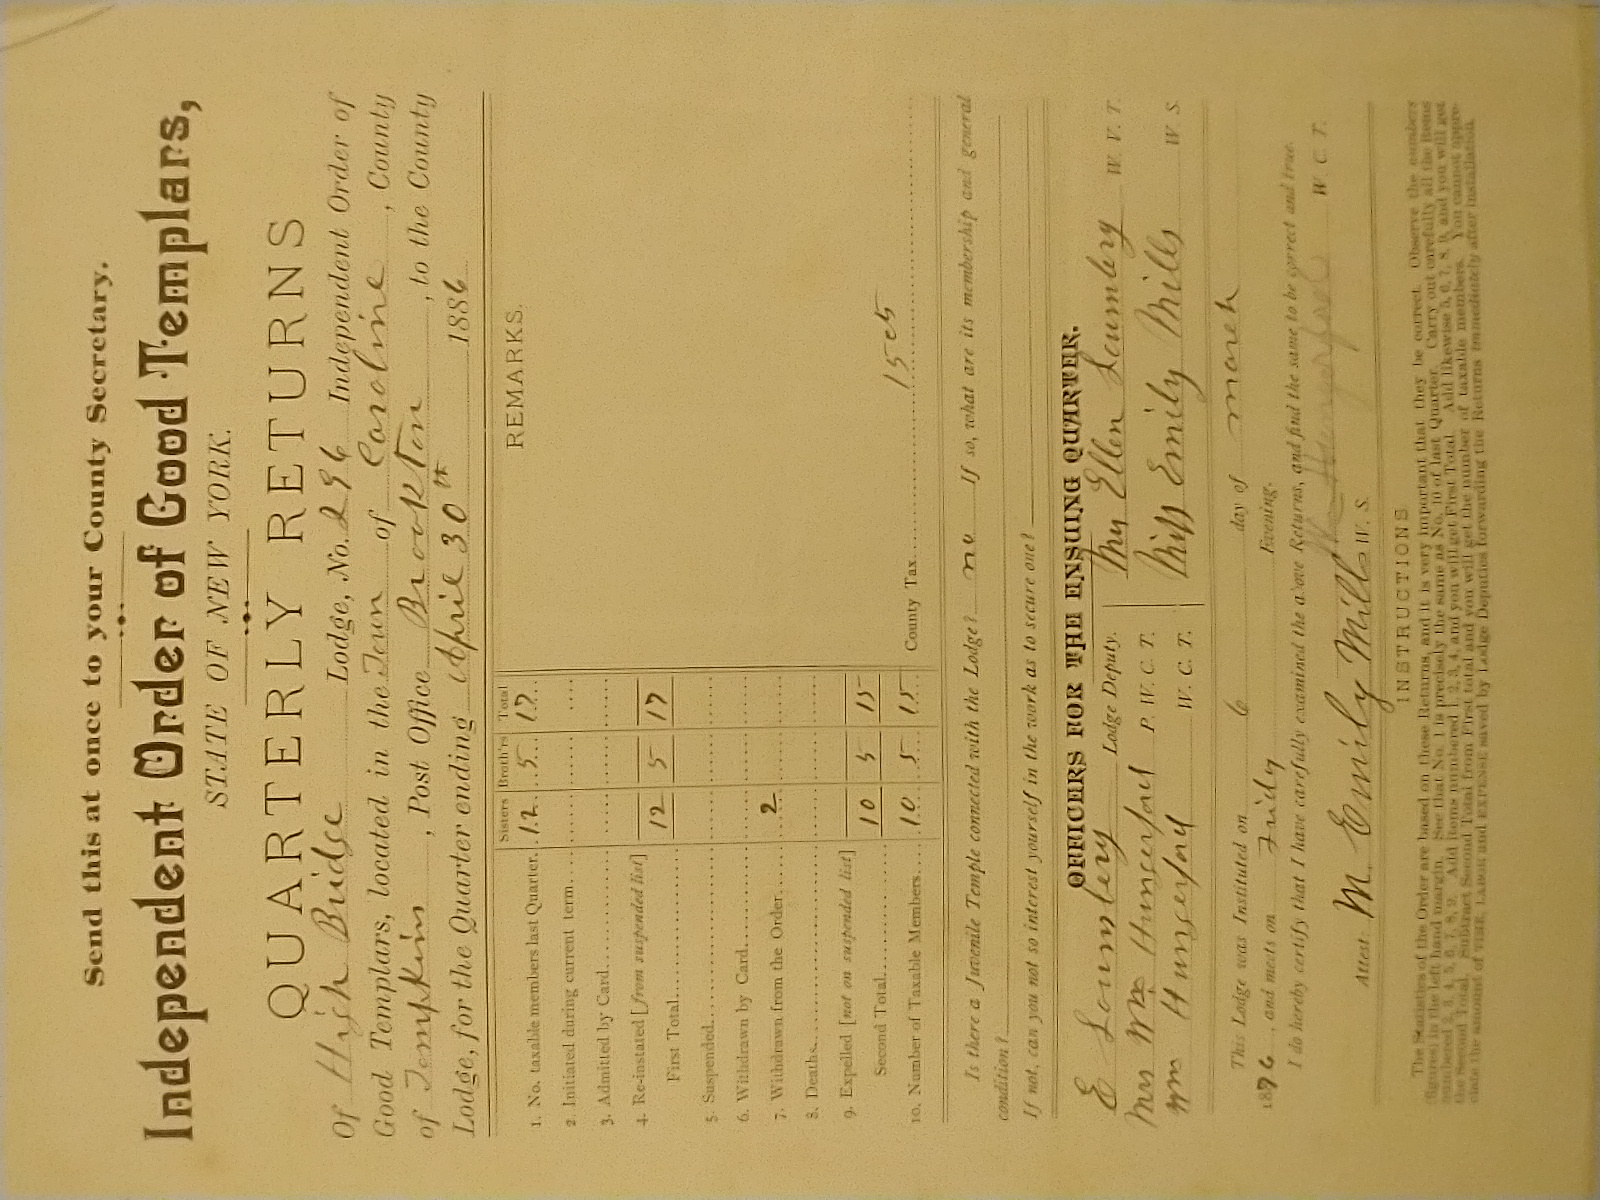 Send this at once to your County Secretary.
Independent Order of Good Templars,
STATE OF NEW YORK.
QUARTERLY RETURNS
Of High Bridge Lodge, No. 296 Independent Order of
Good Templars, located in the Town of Caroline, County
of Tompkins, Post Office Brookton, to the County
Lodge, for the Quarter ending April 30th 1886
Sisters Broth'rs Total REMARKS.
1. No. taxable members last Quarter. 12 5 17
2. Initiated during current term....
3. Admitted by Card............
4. Re-instated [from suspended list]
First Total............... 12 5 17
5. Suspended....................
6. Withdrawn by Card............
7. Withdrawn from the Order...... 2
8. Deaths.......................
9. Expelled [not on suspended list]
Second Total............. 10 5 15
10. Number of Taxable Members.... 10 5 15 County Tax........ 15cts
Is there a Juvenile Temple connected with the Lodge? no If so, what are its membership and general
condition?
If not, can you not so interest yourself in the work as to secure one?
OFFICERS FOR THE ENSUING QUARTER.
E Lounsbery Lodge Deputy. Mrs Ellen Lounsbery W. V. T.
Mrs Wm Hungerford P. W. C. T.
Miss Emily Mills W. S.
Wm Hungerford W. C. T.
This Lodge was Instituted on 6 day of march
1876, and meets on Fridy Evening.
I do hereby certify that I have carefully examined the above Returns, and find the same to be correct and true.
Wm Hungerford W. C. T.
Attest: M. Emily Mills W. S.
INSTRUCTIONS
The Statistics of the Order are based on these Returns, and it is very important that they be correct. Observe the numbers
(figures) in the left hand margin. See that No. 1 is precisely the same as No. 10 of last Quarter. Carry out carefully all the items
numbered 2, 3, 4, 5, 6, 7, 8, 9. Add items numbered 1, 2, 3, 4, and you will get First Total. Add likewise 5, 6, 7, 8, 9, and you will get
the Second Total. Subtract Second Total from First total and you will get the number of taxable members. You cannot appre-
ciate the amount of TIME, LABOR and EXPENSE saved by Lodge Deputies forwarding the Returns immediately after installation.